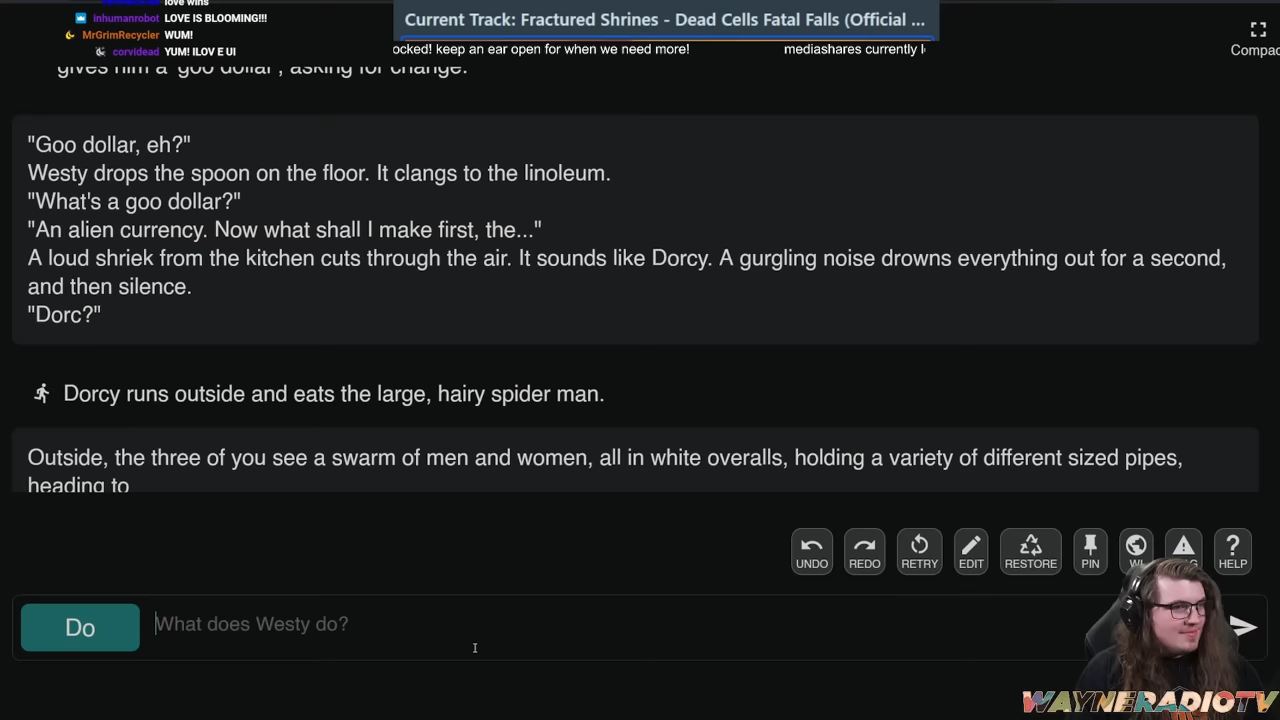 love wins
inhumanrobot LOVE IS BLOOMING!!!
MrGrimRecycler WUM!
corvidead YUM! ILOV E UI
Current Track: Fractured Shrines - Dead Cells Fatal Falls (Official ...
ocked! keep an ear open for when we need more! mediashares currently l
Compac
gives him a 'goo dollar', asking for change.
"Goo dollar, eh?"
Westy drops the spoon on the floor. It clangs to the linoleum.
"What's a goo dollar?"
"An alien currency. Now what shall I make first, the..."
A loud shriek from the kitchen cuts through the air. It sounds like Dorcy. A gurgling noise drowns everything out for a second,
and then silence.
"Dorc?"
Dorcy runs outside and eats the large, hairy spider man.
Outside, the three of you see a swarm of men and women, all in white overalls, holding a variety of different sized pipes,
heading to
UNDO REDO RETRY EDIT RESTORE PIN HELP
Do What does Westy do?
WAYNERADIOTV